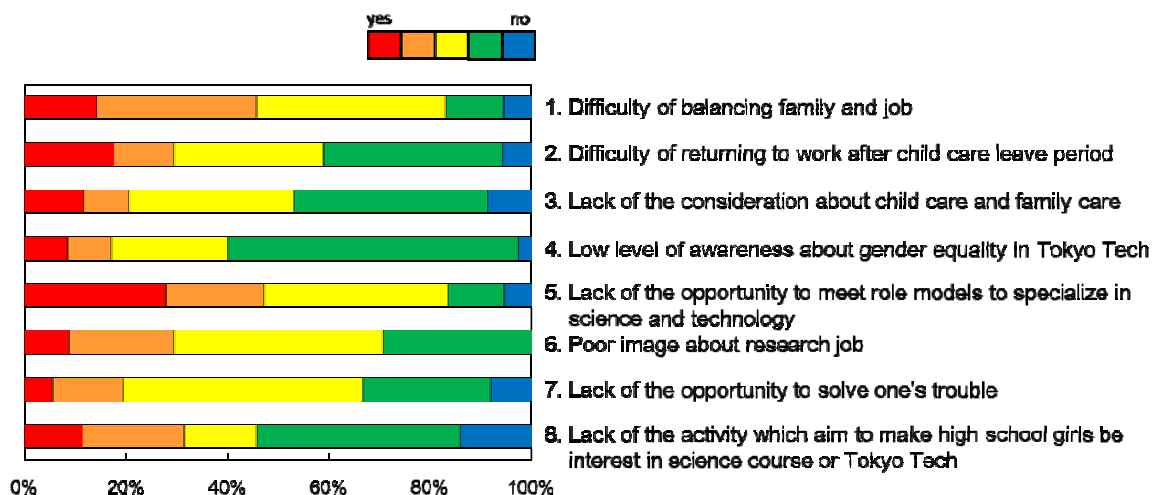 yes no
1. Difficulty of balancing family and job
2. Difficulty of returning to work after child care leave period
3. Lack of the consideration about child care and family care
4. Low level of awareness about gender equality in Tokyo Tech
5. Lack of the opportunity to meet role models to specialize in
science and technology
6. Poor image about research job
7. Lack of the opportunity to solve one's trouble
8. Lack of the activity which aim to make high school girls be
interest in science course or Tokyo Tech
0% 20% 40% 60% 80% 100%